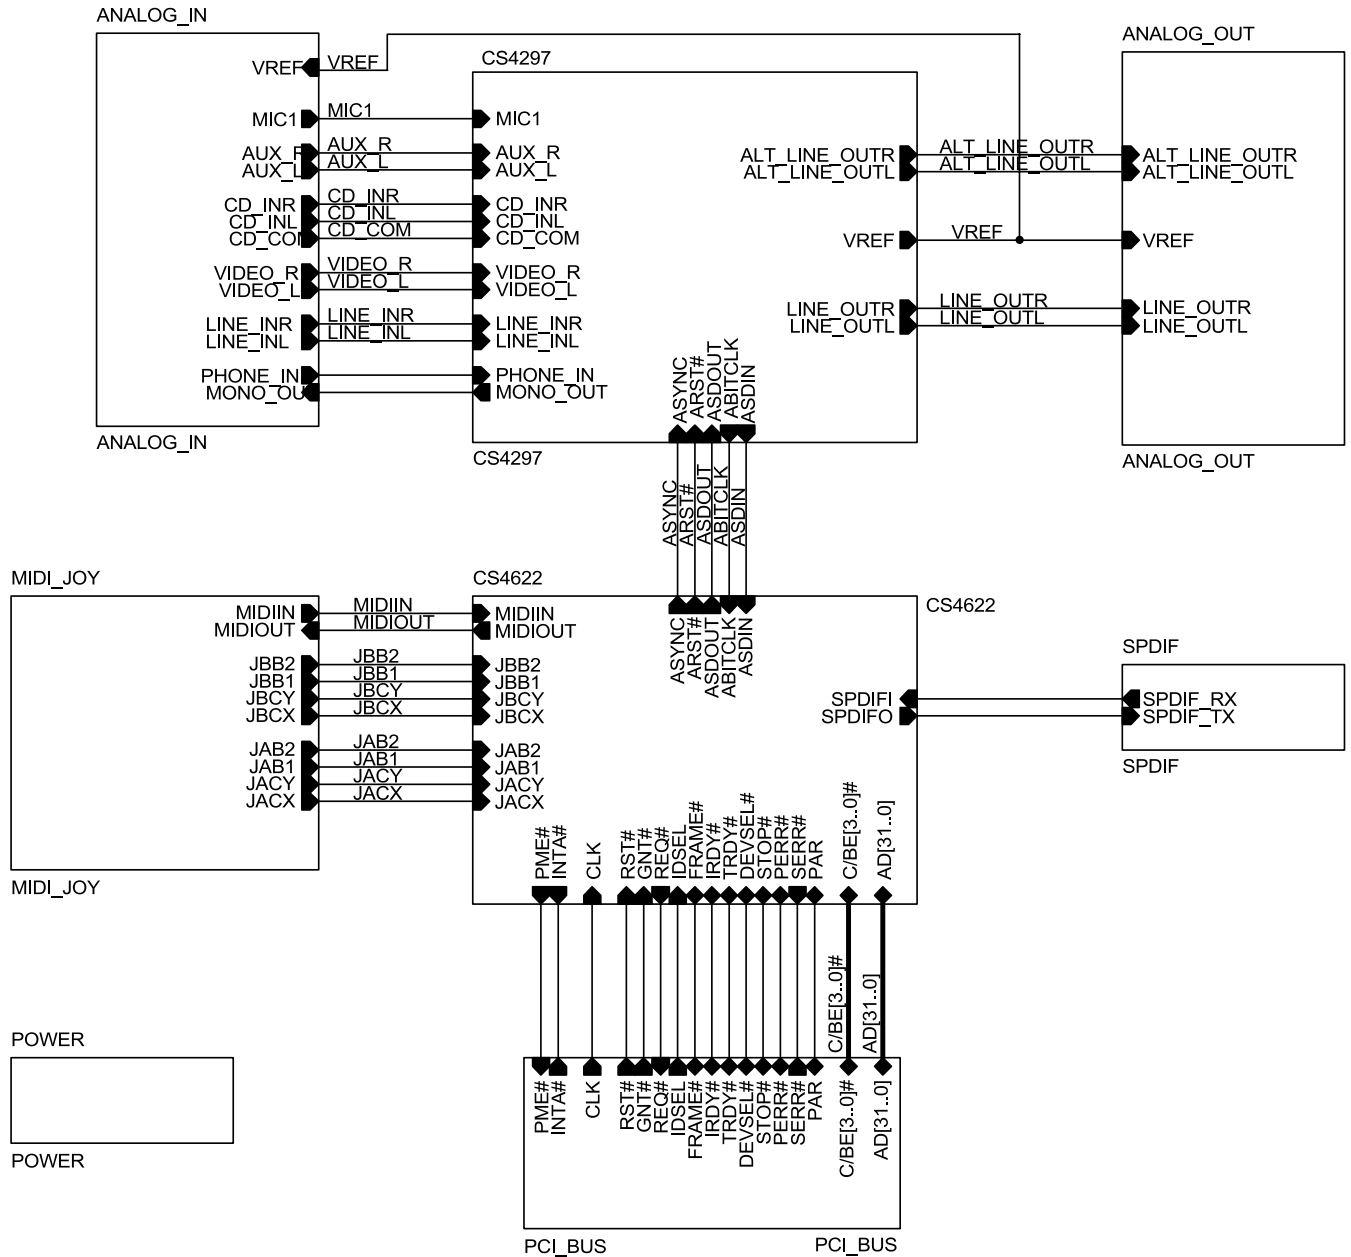 ANALOG_IN
VREF
MIC1
AUX_R
AUX_L
CD_INR
CD_INL
CD_COM
VIDEO_R
VIDEO_L
LINE_INR
LINE_INL
PHONE_IN
MONO_OU
ANALOG_IN
VREF
MIC1
AUX_R
AUX_L
CD_INR
CD_INL
CD_COM
VIDEO_R
VIDEO_L
LINE_INR
LINE_INL
CS4297
MIC1
AUX_R
AUX_L
CD_INR
CD_INL
CD_COM
VIDEO_R
VIDEO_L
LINE_INR
LINE_INL
PHONE_IN
MONO_OUT
ALT_LINE_OUTR
ALT_LINE_OUTL
VREF
LINE_OUTR
LINE_OUTL
ASYNC
ARST#
ASDOUT
ABITCLK
ASDIN
CS4297
ALT_LINE_OUTR
ALT_LINE_OUTL
VREF
LINE_OUTR
LINE_OUTL
ANALOG_OUT
ALT_LINE_OUTR
ALT_LINE_OUTL
VREF
LINE_OUTR
LINE_OUTL
ANALOG_OUT
ASYNC
ARST#
ASDOUT
ABITCLK
ASDIN
MIDI_JOY
MIDIIN
MIDIOUT
JBB2
JBB1
JBCY
JBCX
JAB2
JAB1
JACY
JACX
MIDI_JOY
MIDIIN
MIDIOUT
JBB2
JBB1
JBCY
JBCX
JAB2
JAB1
JACY
JACX
CS4622
CS4622
MIDIIN
MIDIOUT
JBB2
JBB1
JBCY
JBCX
JAB2
JAB1
JACY
JACX
ASYNC
ARST#
ASDOUT
ABITCLK
ASDIN
SPDIFI
SPDIFO
PME#
INTA#
CLK
RST#
GNT#
REQ#
IDSEL
FRAME#
IRDY#
TRDY#
DEVSEL#
STOP#
PERR#
SERR#
PAR
C/BE[3..0]#
AD[31..0]
SPDIF
SPDIF_RX
SPDIF_TX
SPDIF
C/BE[3..0]#
AD[31..0]
POWER
POWER
PME#
INTA#
CLK
RST#
GNT#
REQ#
IDSEL
FRAME#
IRDY#
TRDY#
DEVSEL#
STOP#
PERR#
SERR#
PAR
C/BE[3..0]#
AD[31..0]
PCI_BUS
PCI_BUS